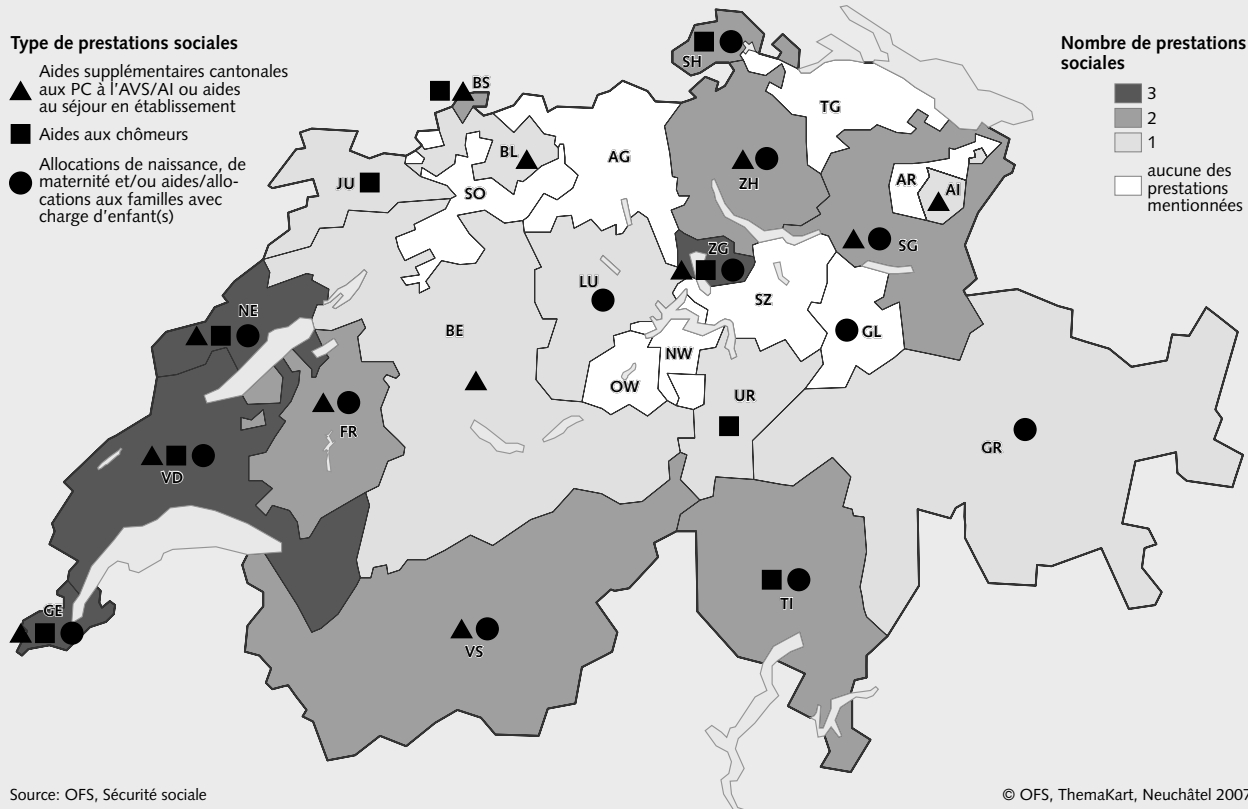 Type de prestations sociales
Aides supplémentaires cantonales
aux PC à l'AVS/AI ou aides
au séjour en établissement
Aides aux chômeurs
Allocations de naissance, de
maternité et/ou aides/allo-
cations aux familles avec
charge d'enfant(s)
Nombre de prestations
sociales
3
2
1
aucune des
prestations
mentionnées
SH
BS
TG
BL
AG
ZH
JU
SO
AR
AI
ZG
SG
LU
SZ
NE
BE
GL
NW
OW
UR
FR
GR
VD
TI
GE
VS
Source: OFS, Sécurité sociale
© OFS, ThemaKart, Neuchâtel 2007